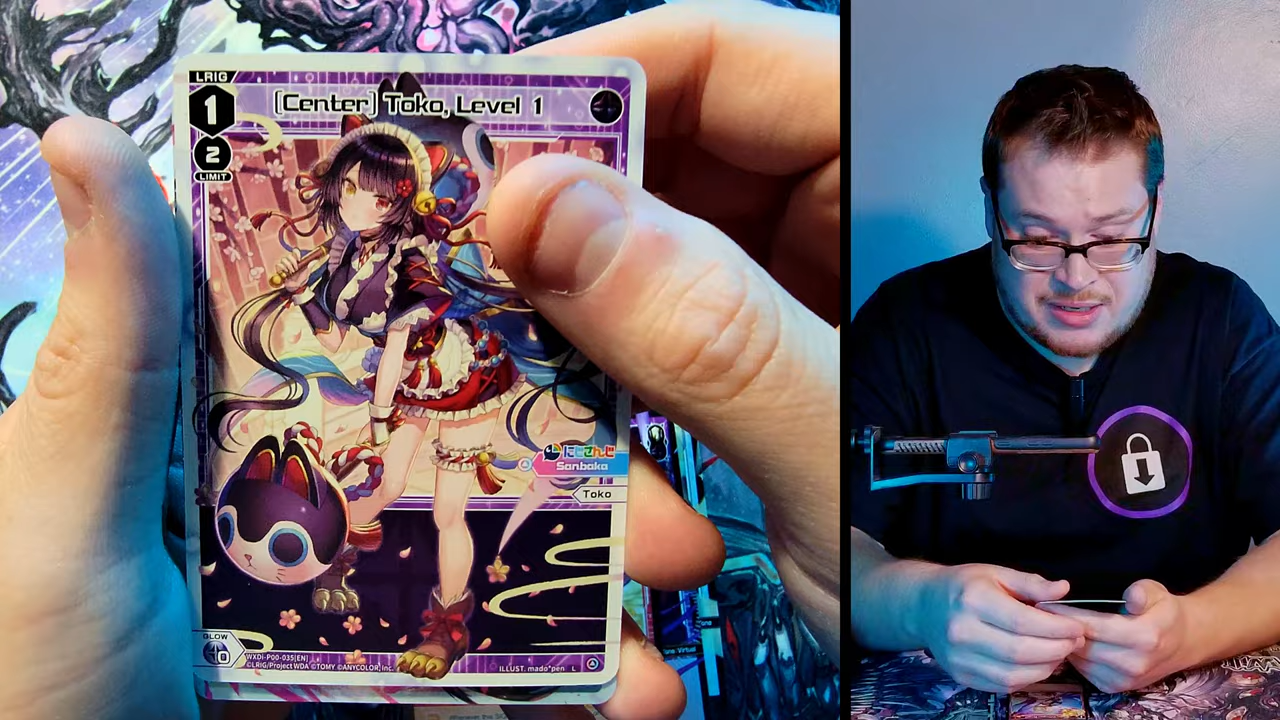 LRIG
1
[Center] Toko, Level 1
2
LIMIT
にじさんじ
Sanbaka
Toko
GLOW
0
WXDi-P00-035[EN]
©LRIG/Project WDA ©TOMY ©ANYCOLOR, Inc.
ILLUST. mado*pen L